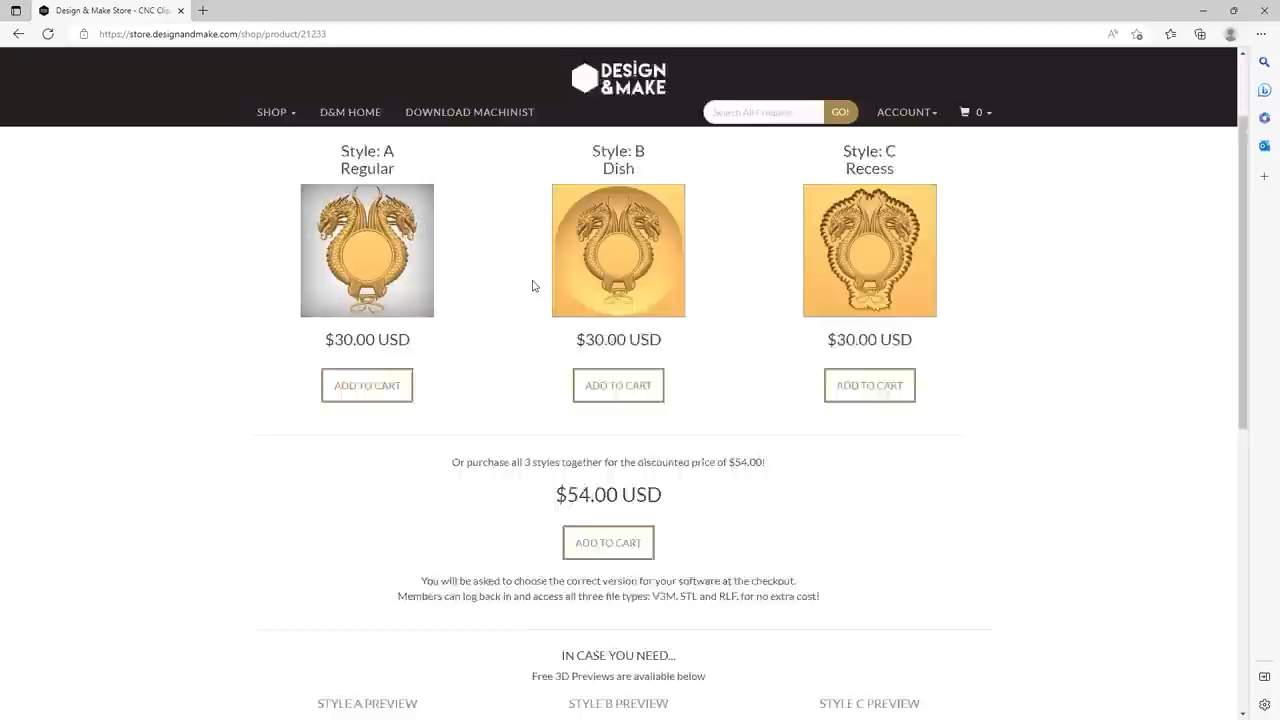 Design & Make Store - CNC Clip
https://store.designandmake.com/shop/product/21233
DESIGN
&MAKE
SHOP
D&M HOME
DOWNLOAD MACHINIST
Search All Products
GO!
ACCOUNT
0
Style: A
Regular
Style: B
Dish
Style: C
Recess
$30.00 USD
$30.00 USD
$30.00 USD
ADD TO CART
ADD TO CART
ADD TO CART
Or purchase all 3 styles together for the discounted price of $54.00!
$54.00 USD
ADD TO CART
You will be asked to choose the correct version for your software at the checkout.
Members can log back in and access all three file types: V3M, STL and RLF, for no extra cost!
IN CASE YOU NEED...
Free 3D Previews are available below
STYLE A PREVIEW
STYLE B PREVIEW
STYLE C PREVIEW